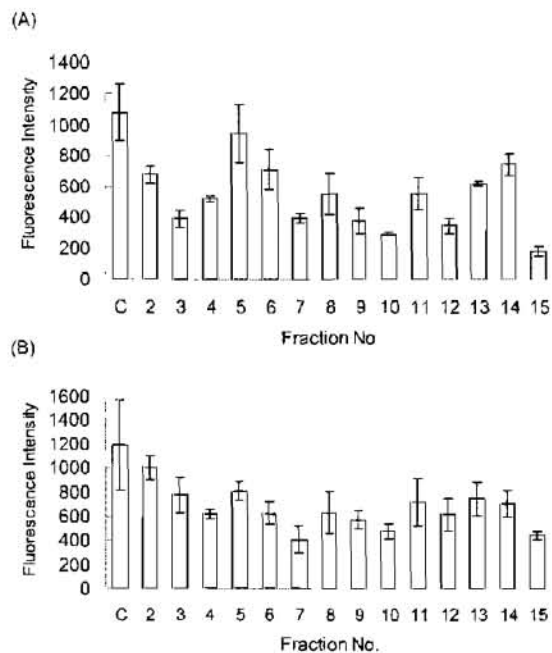 (A)
Fluorescence Intensity
1400
1200
1000
800
600
400
200
0
C 2 3 4 5 6 7 8 9 10 11 12 13 14 15
Fraction No
(B)
Fluorescence Intensity
1600
1400
1200
1000
800
600
400
200
0
C 2 3 4 5 6 7 8 9 10 11 12 13 14 15
Fraction No.